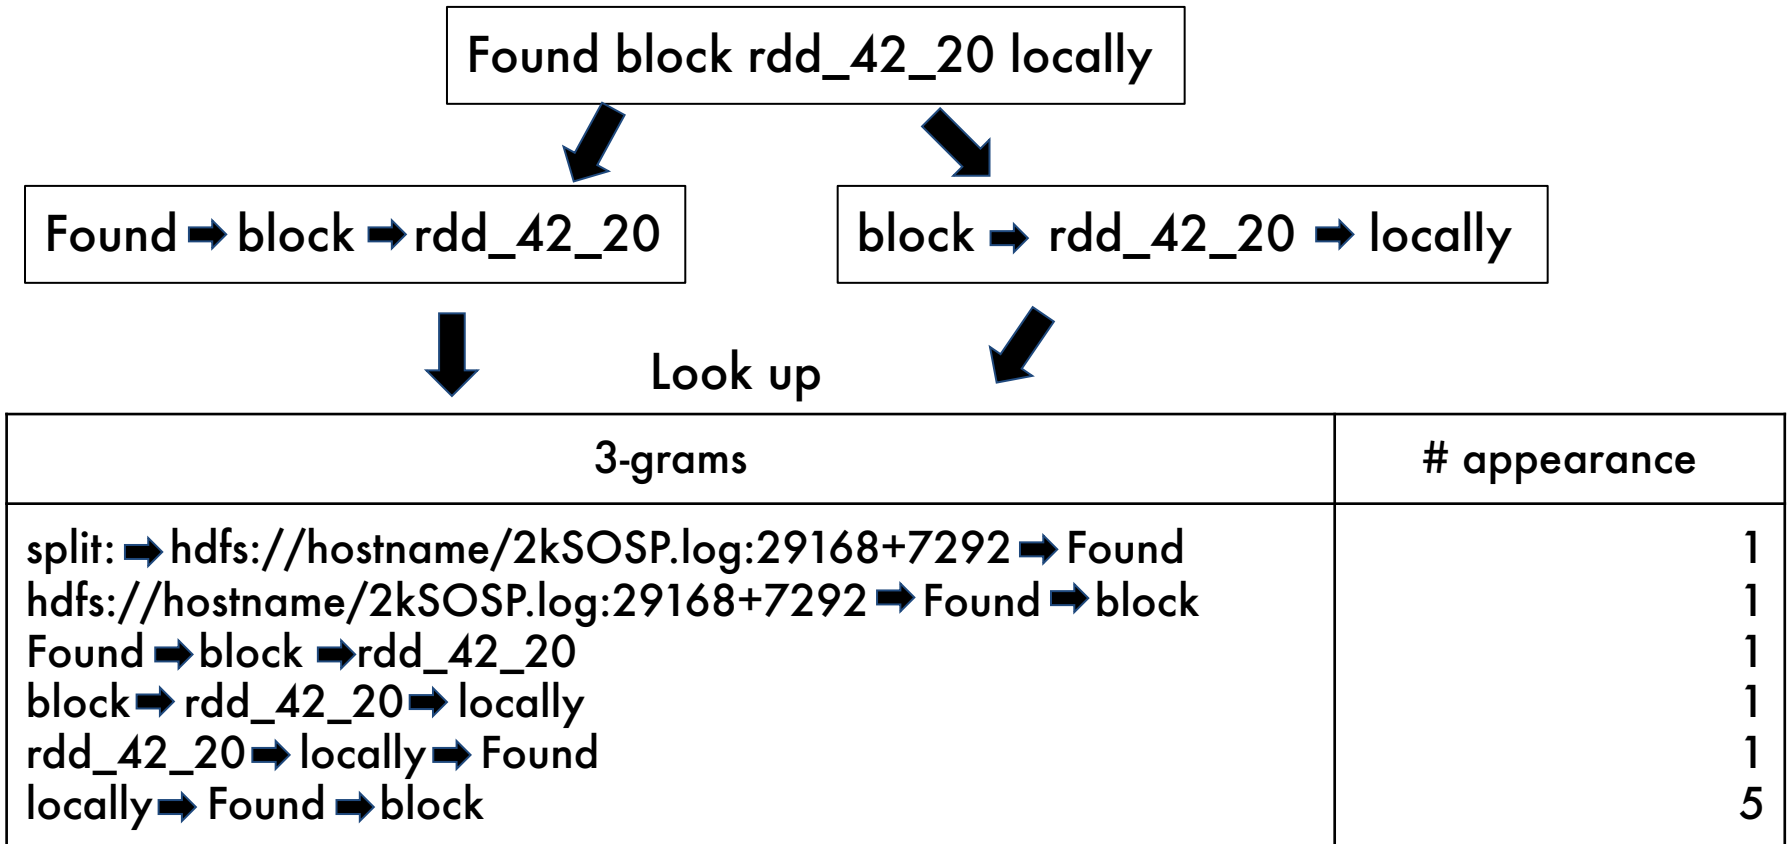 Found block rdd_42_20 locally
Found ➡ block ➡ rdd_42_20
block ➡ rdd_42_20 ➡ locally
Look up
3-grams # appearance
split: ➡ hdfs://hostname/2kSOSP.log:29168+7292 ➡ Found 1
hdfs://hostname/2kSOSP.log:29168+7292 ➡ Found ➡ block 1
Found ➡ block ➡ rdd_42_20 1
block ➡ rdd_42_20 ➡ locally 1
rdd_42_20 ➡ locally ➡ Found 1
locally ➡ Found ➡ block 5